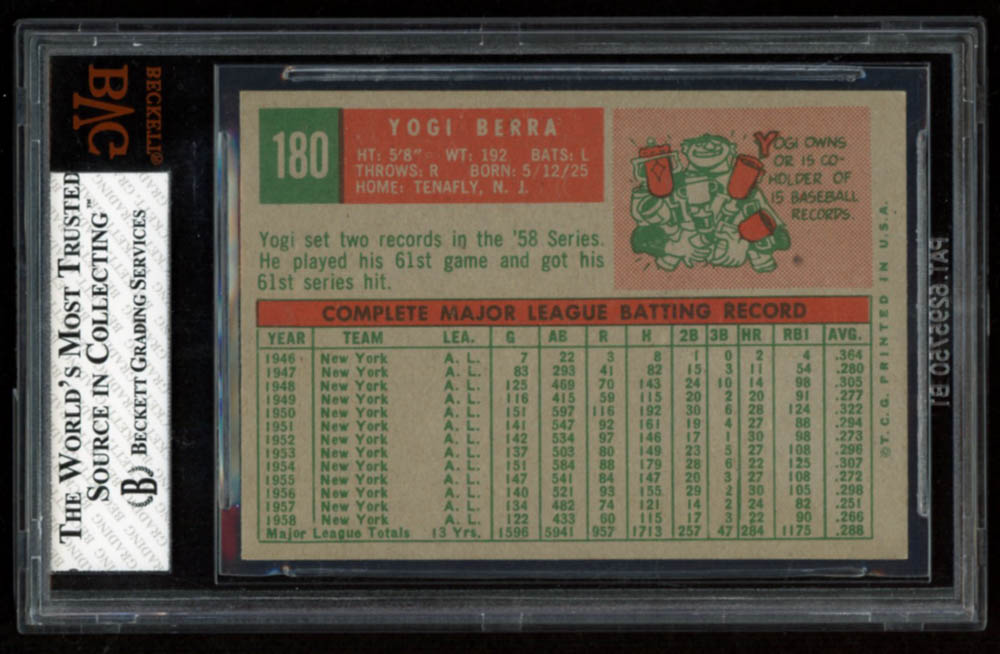 BECKETT®
BVG
THE WORLD'S MOST TRUSTED
SOURCE IN COLLECTING™
(B) BECKETT GRADING SERVICES
180
YOGI BERRA
HT: 5'8" WT: 192 BATS: L
THROWS: R BORN: 5/12/25
HOME: TENAFLY, N. J.
YOGI OWNS
OR IS CO-
HOLDER OF
15 BASEBALL
RECORDS.
Yogi set two records in the '58 Series.
He played his 61st game and got his
61st series hit.
COMPLETE MAJOR LEAGUE BATTING RECORD
YEAR TEAM LEA. G AB R H 2B 3B HR RBI AVG.
1946 New York A. L. 7 22 3 8 1 0 2 4 .364
1947 New York A. L. 83 293 41 82 15 3 11 54 .280
1948 New York A. L. 125 469 70 143 24 10 14 98 .305
1949 New York A. L. 116 415 59 115 20 2 20 91 .277
1950 New York A. L. 151 597 116 192 30 6 28 124 .322
1951 New York A. L. 141 547 92 161 19 4 27 88 .294
1952 New York A. L. 142 534 97 146 17 1 30 98 .273
1953 New York A. L. 137 503 80 149 23 5 27 108 .296
1954 New York A. L. 151 584 88 179 28 6 22 125 .307
1955 New York A. L. 147 541 84 147 20 3 27 108 .272
1956 New York A. L. 140 521 93 155 29 2 30 105 .298
1957 New York A. L. 134 482 74 121 14 2 24 82 .251
1958 New York A. L. 122 433 60 115 17 3 22 90 .266
Major League Totals 13 Yrs. 1596 5941 957 1713 257 47 284 1175 .288
©T. C. G. PRINTED IN U.S.A.
PAT.6295750 B1